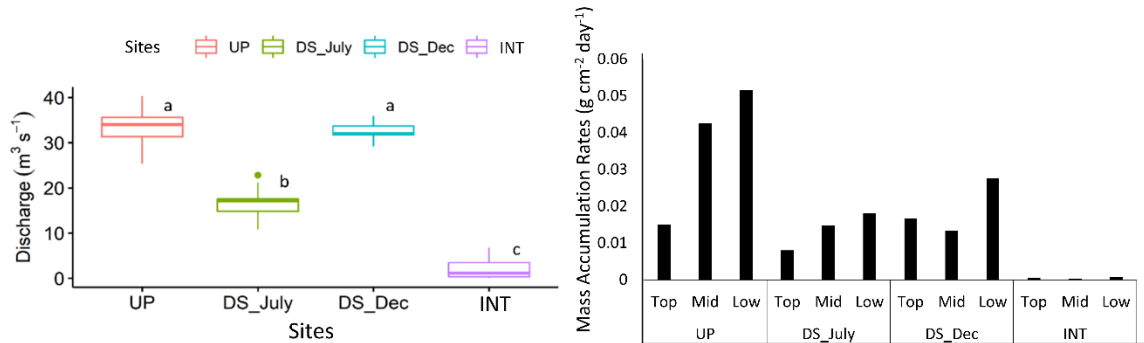 Sites UP DS_July DS_Dec INT
Discharge (m³ s⁻¹)
40
30
20
10
0
a
b
a
c
UP DS_July DS_Dec INT
Sites
Mass Accumulation Rates (g cm⁻² day⁻¹)
0.06
0.05
0.04
0.03
0.02
0.01
0
Top Mid Low Top Mid Low Top Mid Low Top Mid Low
UP DS_July DS_Dec INT